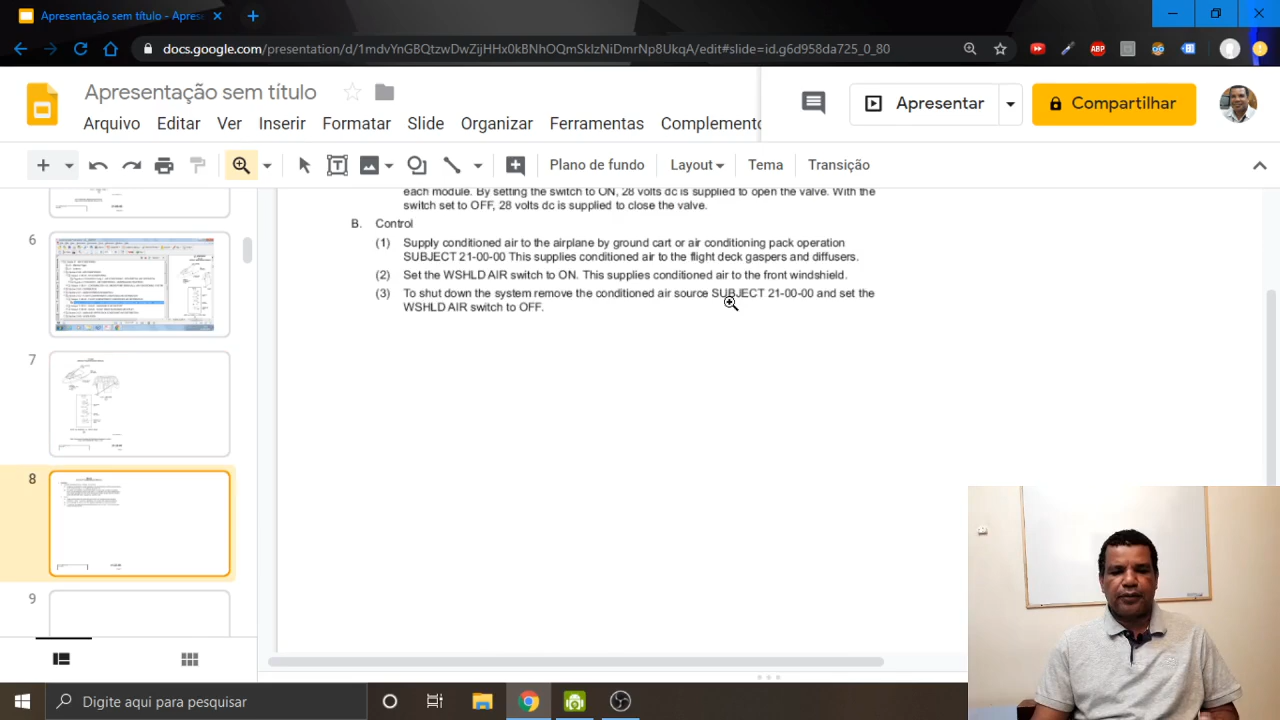 Apresentação sem título - Apres
docs.google.com/presentation/d/1mdvYnGBQtzwDwZijHHx0kBNhOQmSkIzNiDmrNp8UkqA/edit#slide=id.g6d958da725_0_80
ABP
Apresentação sem título
Apresentar
Compartilhar
Arquivo Editar Ver Inserir Formatar Slide Organizar Ferramentas Complemento
Plano de fundo Layout Tema Transição
each module. By setting the switch to ON, 28 volts dc is supplied to open the valve. With the
switch set to OFF, 28 volts dc is supplied to close the valve.
B. Control
(1) Supply conditioned air to the airplane by ground cart or air conditioning pack operation
SUBJECT 21-00-00 This supplies conditioned air to the flight deck gaspers and diffusers.
(2) Set the WSHLD AIR switch to ON. This supplies conditioned air to the front windshield.
(3) To shut down the system remove the conditioned air source SUBJECT and set the
WSHLD AIR switch to OFF.
6
7
8
9
Digite aqui para pesquisar